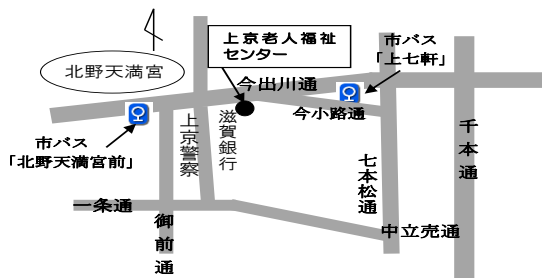 上京老人福祉
センター
市バス
「上七軒」
北野天満宮
今出川通
今小路通
市バス
「北野天満宮前」
上京警察
滋賀銀行
千本通
七本松通
一条通
御前通
中立売通